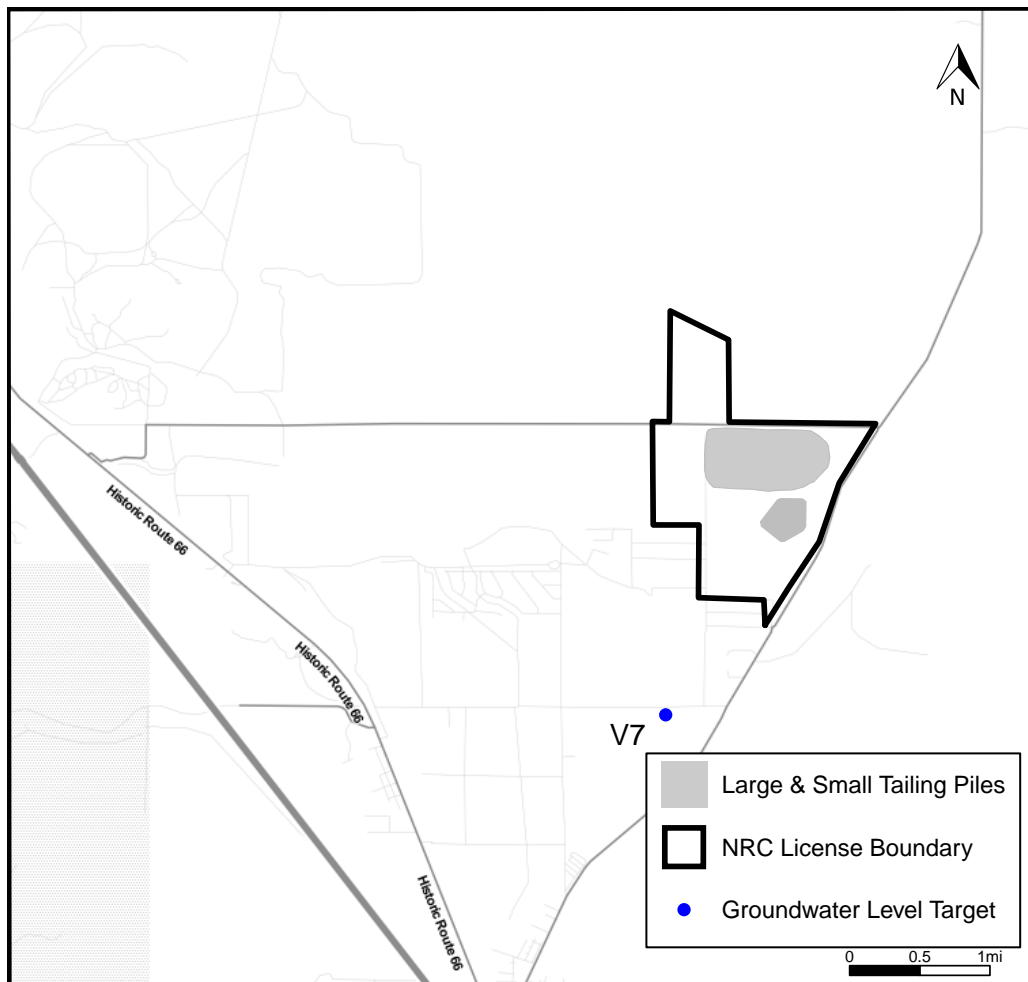 N
Historic Route 66
Historic Route 66
V7
Large & Small Tailing Piles
NRC License Boundary
Historic Route 66
Groundwater Level Target
0 0.5 1mi